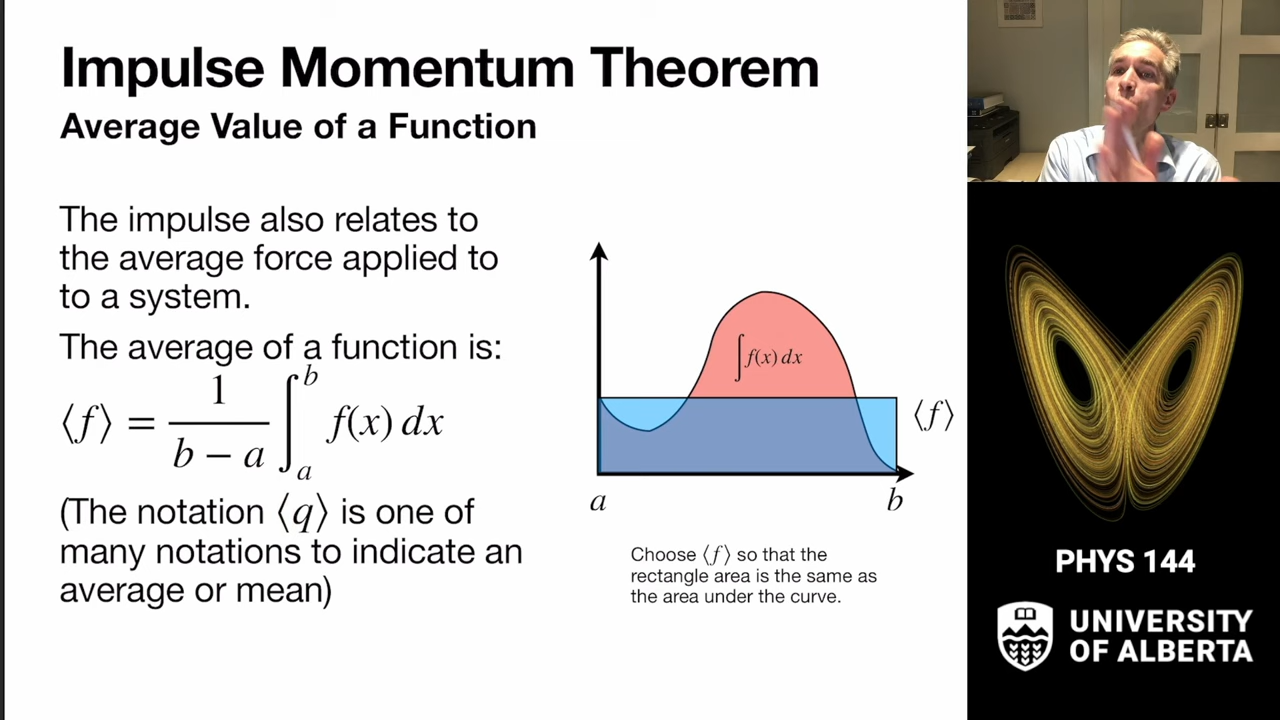 Impulse Momentum Theorem
Average Value of a Function
The impulse also relates to
the average force applied to
to a system.
The average of a function is:
⟨f⟩ = 1/(b − a) ∫_a^b f(x) dx
(The notation ⟨q⟩ is one of
many notations to indicate an
average or mean)
∫ f(x) dx
⟨f⟩
a
b
Choose ⟨f⟩ so that the
rectangle area is the same as
the area under the curve.
PHYS 144
UNIVERSITY
OF ALBERTA